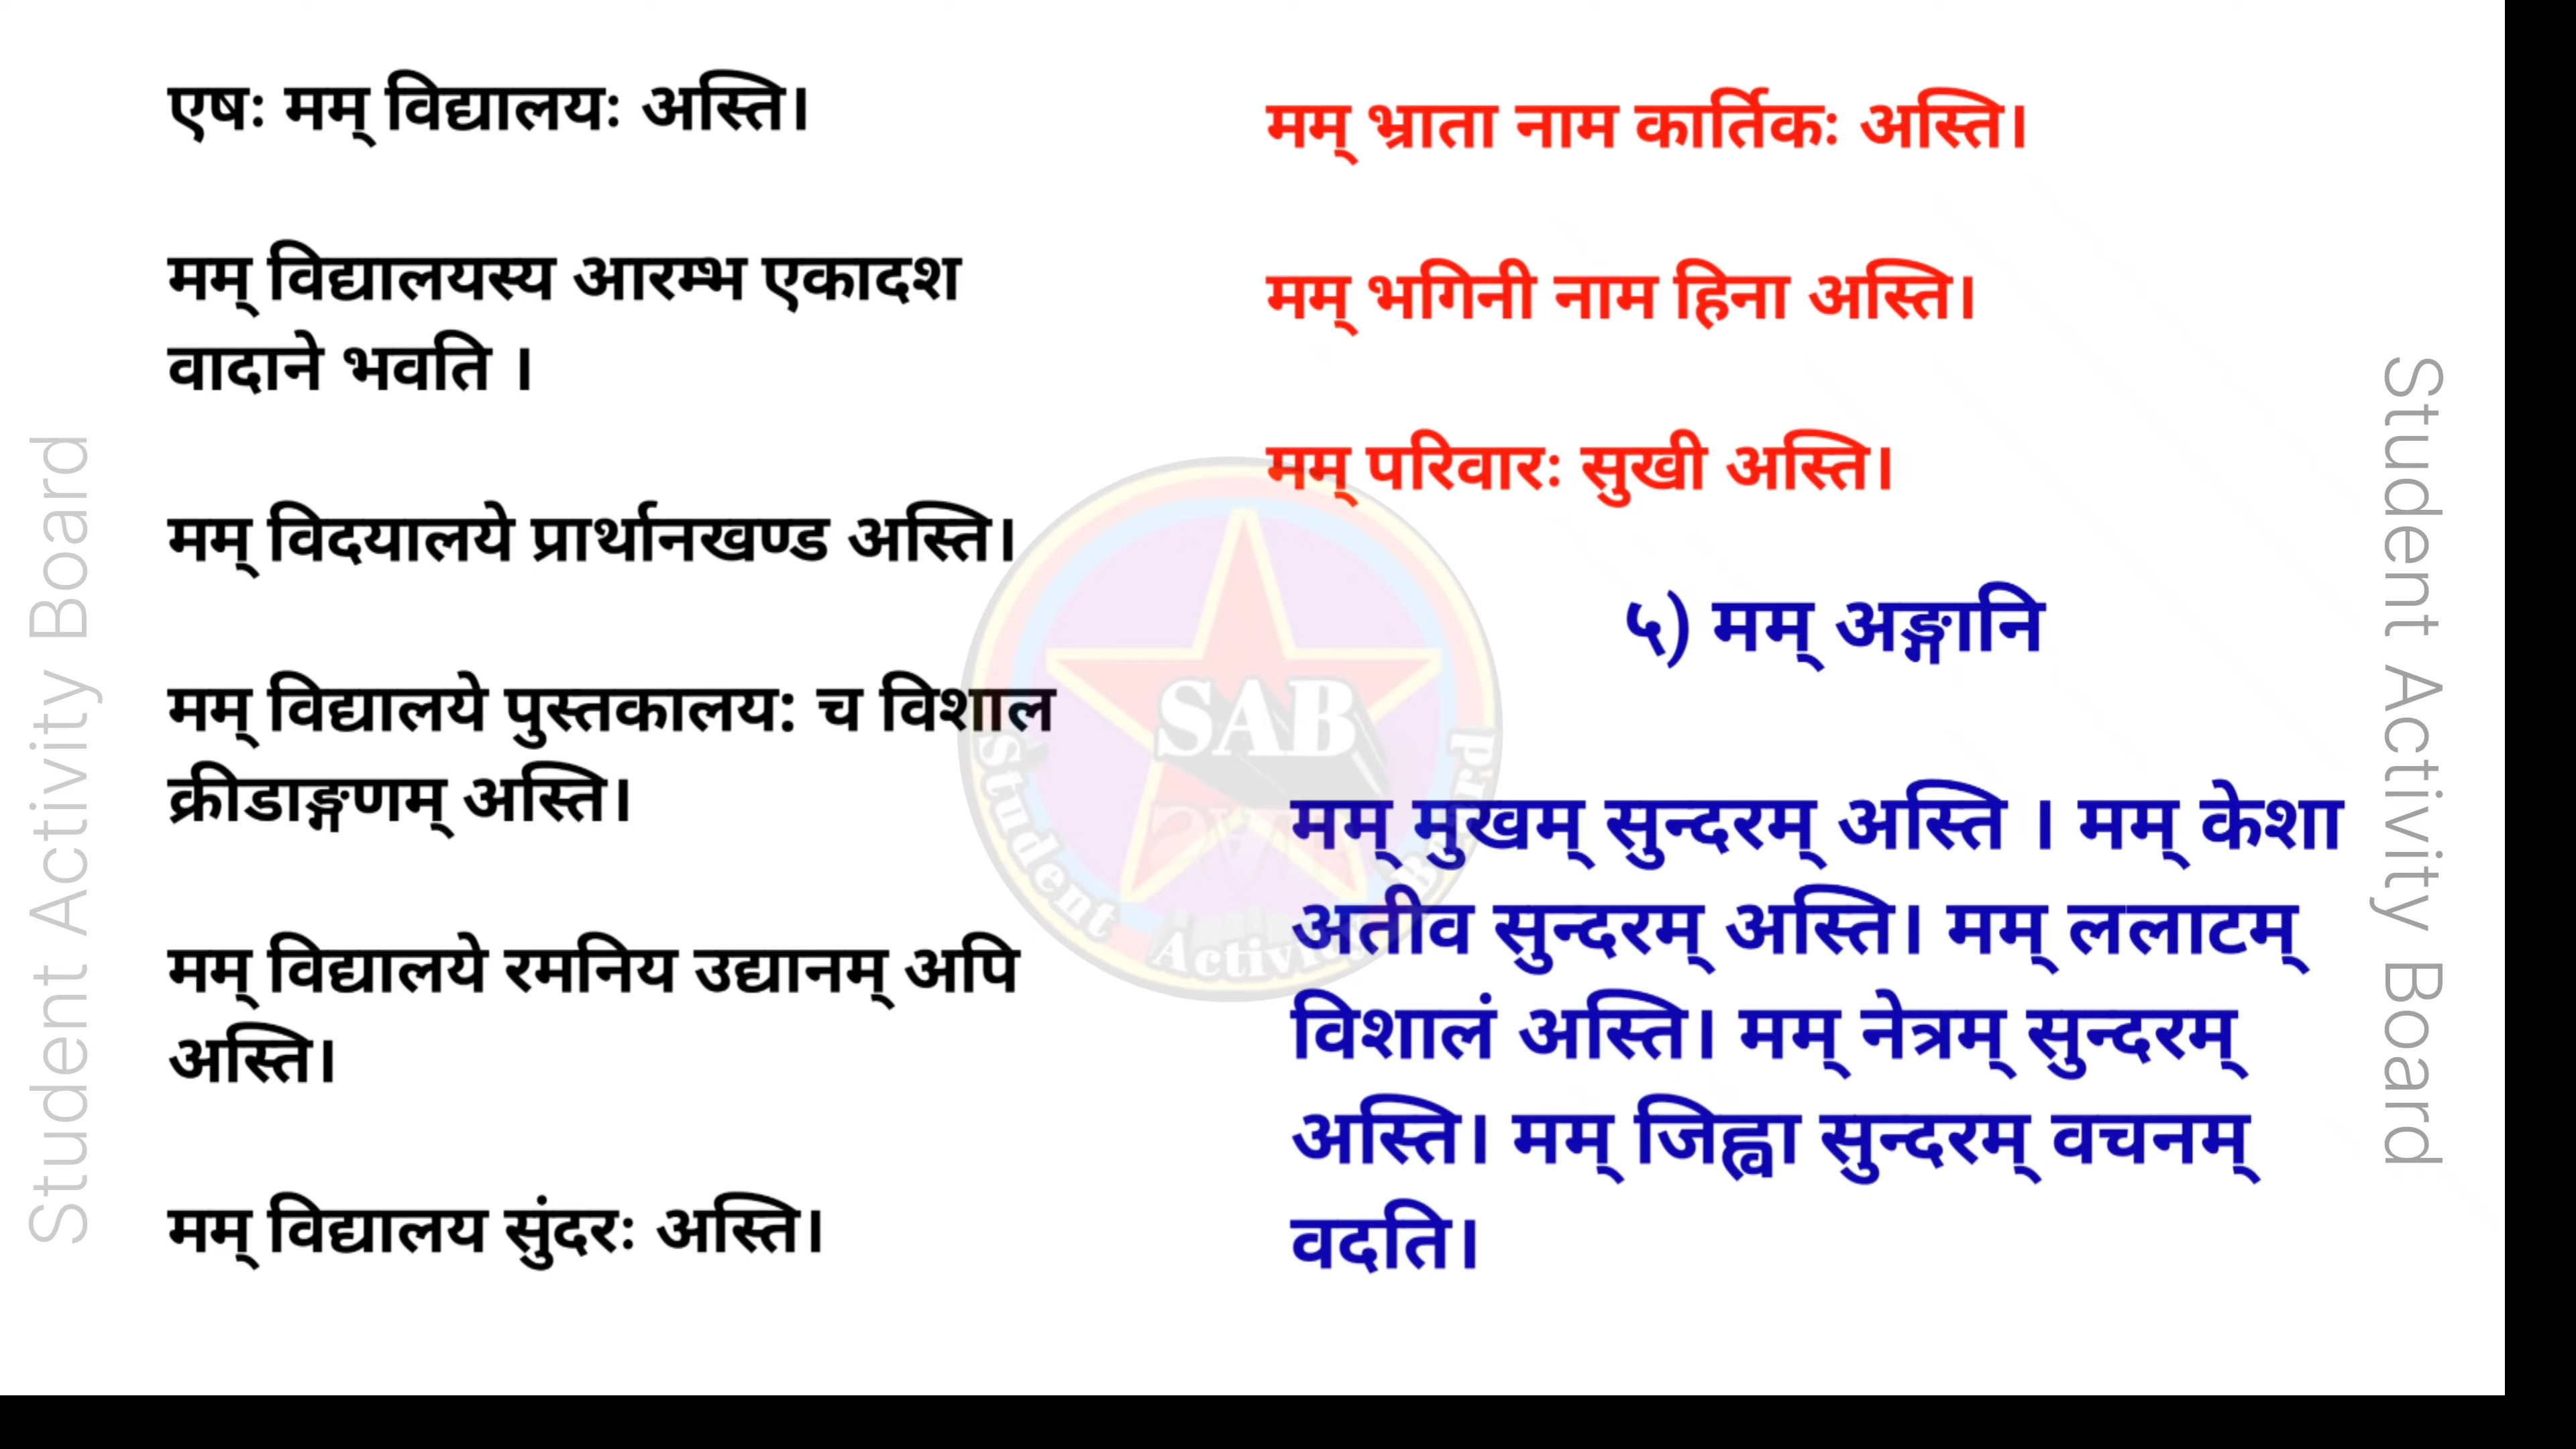 एषः मम् विद्यालयः अस्ति।
मम् विद्यालयस्य आरम्भ एकादश
वादाने भवति ।
मम् विदयालये प्रार्थानखण्ड अस्ति।
मम् विद्यालये पुस्तकालय: च विशाल
क्रीडाङ्गणम् अस्ति।
मम् विद्यालये रमनिय उद्यानम् अपि
अस्ति।
मम् विद्यालय सुंदरः अस्ति।
मम् भ्राता नाम कार्तिकः अस्ति।
मम् भगिनी नाम हिना अस्ति।
मम् परिवारः सुखी अस्ति।
५) मम् अङ्गानि
मम् मुखम् सुन्दरम् अस्ति । मम् केशा
अतीव सुन्दरम् अस्ति। मम् ललाटम्
विशालं अस्ति। मम् नेत्रम् सुन्दरम्
अस्ति। मम् जिह्वा सुन्दरम् वचनम्
वदति।
SAB
Student Activity Board
Student Activity Board
Student Activity Board